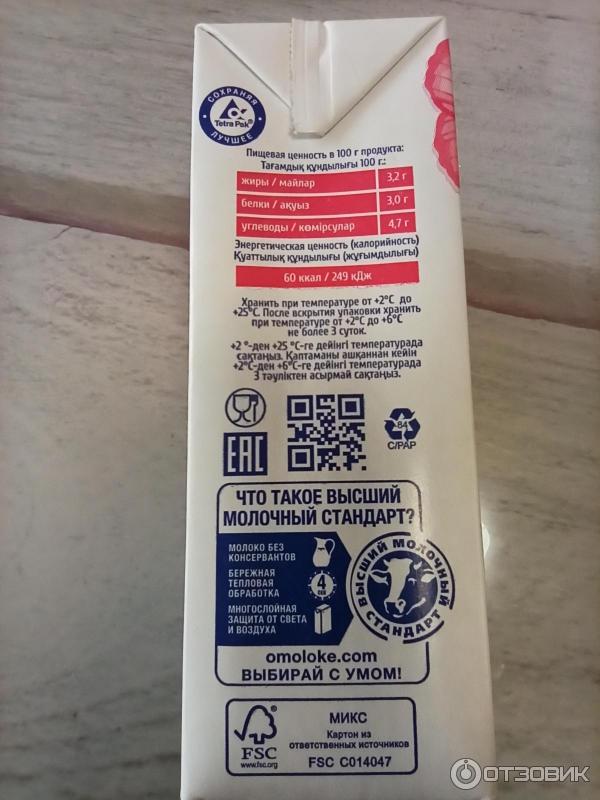 СОХРАНЯЯ
Tetra Pak®
ЛУЧШЕЕ
Пищевая ценность в 100 г продукта:
Тағамдық құндылығы 100 г.:
жиры / майлар 3,2 г
белки / ақуыз 3,0 г
углеводы / көмірсулар 4,7 г
Энергетическая ценность (калорийность)
Қуаттылық құндылығы (жұғымдылығы)
60 ккал / 249 кДж
Хранить при температуре от +2°С до
+25°С. После вскрытия упаковки хранить
при температуре от +2°С до +6°С
не более 3 суток.
+2 °-ден +25 °С-ге дейінгі температурада
сақтаңыз. Қаптаманы ашқаннан кейін
+2°С-ден +6°С-ге дейінгі температурада
3 тәуліктен асырмай сақтаңыз.
EAC
84
C/PAP
ЧТО ТАКОЕ ВЫСШИЙ
МОЛОЧНЫЙ СТАНДАРТ?
МОЛОКО БЕЗ
КОНСЕРВАНТОВ
БЕРЕЖНАЯ
ТЕПЛОВАЯ
ОБРАБОТКА
4
СЕК
МНОГОСЛОЙНАЯ
ЗАЩИТА ОТ СВЕТА
И ВОЗДУХА
ВЫСШИЙ МОЛОЧНЫЙ
СТАНДАРТ
omoloke.com
ВЫБИРАЙ С УМОМ!
FSC
www.fsc.org
МИКС
Картон из
ответственных источников
FSC C014047
ОТЗОВИК